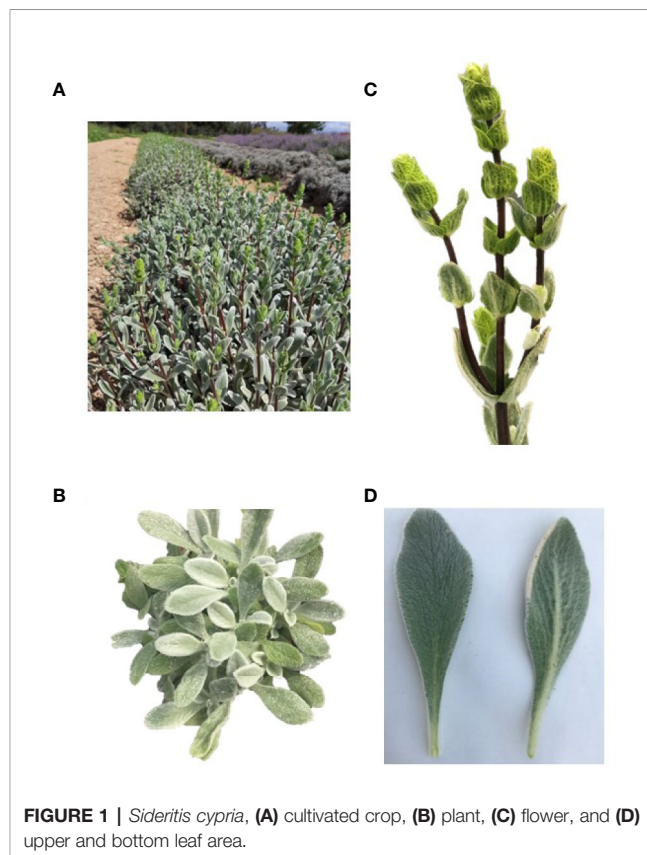 A
C
B
D
FIGURE 1 | Sideritis cypria, (A) cultivated crop, (B) plant, (C) flower, and (D)
upper and bottom leaf area.